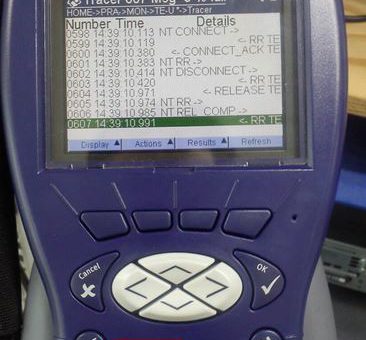 HOME->PRA->MON->TE-U *->Tracer
Number Time Details
0598 14:39:10.113 NT CONNECT ->
0599 14:39:10.119 <- RR TE
0600 14:39:10.380 <- CONNECT_ACK TE
0601 14:39:10.383 NT RR ->
0602 14:39:10.414 NT DISCONNECT ->
0603 14:39:10.420 <- RR TE
0604 14:39:10.971 <- RELEASE TE
0605 14:39:10.974 NT RR ->
0606 14:39:10.985 NT REL_COMP ->
0607 14:39:10.991 <- RR TE
Display Actions Results Refresh
Cancel
OK